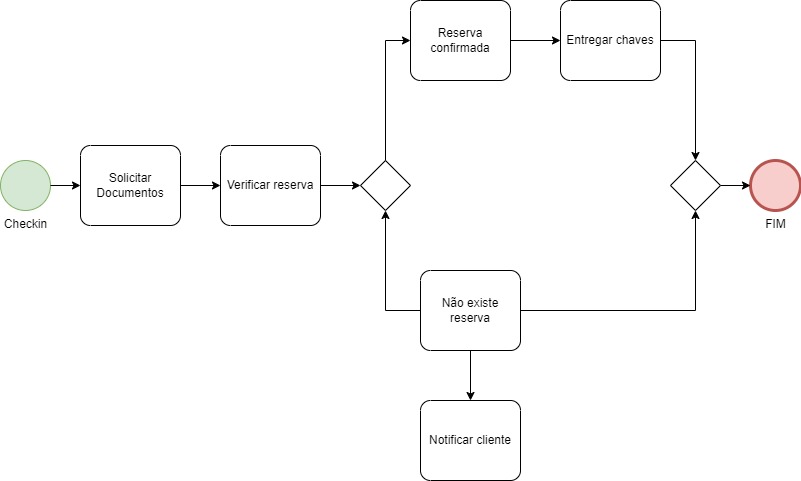 Checkin
Solicitar
Documentos
Verificar reserva
Reserva
confirmada
Entregar chaves
Não existe
reserva
Notificar cliente
FIM